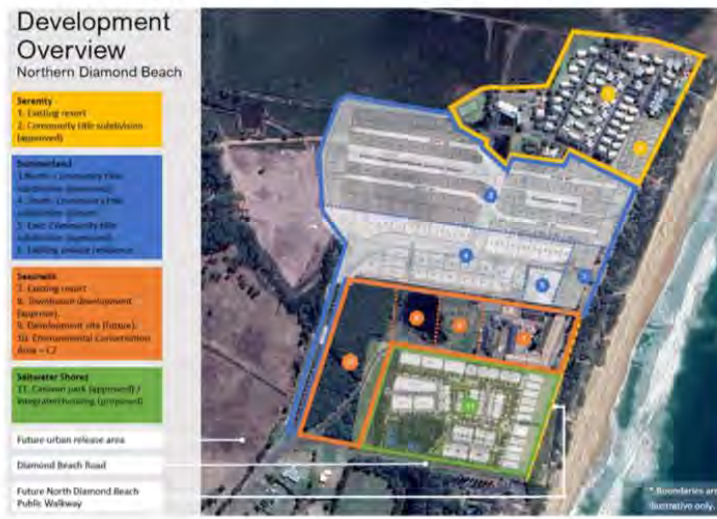 Development
Overview
Northern Diamond Beach
Serenity
1. Existing resort
2. Community title subdivision
(approved)
Summerland
3. North: Community title
subdivision (approved)
4. South: Community title
subdivision
5. East: Community title
subdivision (approved)
6. Existing private residence
Seashells
7. Existing resort
8. Townhouse development
(approve).
9. Development site (future).
10. Environmental Conservation
Area – C2
Saltwater Shores
11. Caravan park (approved) /
Integrated housing (proposed)
Future urban release area
Diamond Beach Road
Future North Diamond Beach
Public Walkway
* Boundaries are
illustrative only.